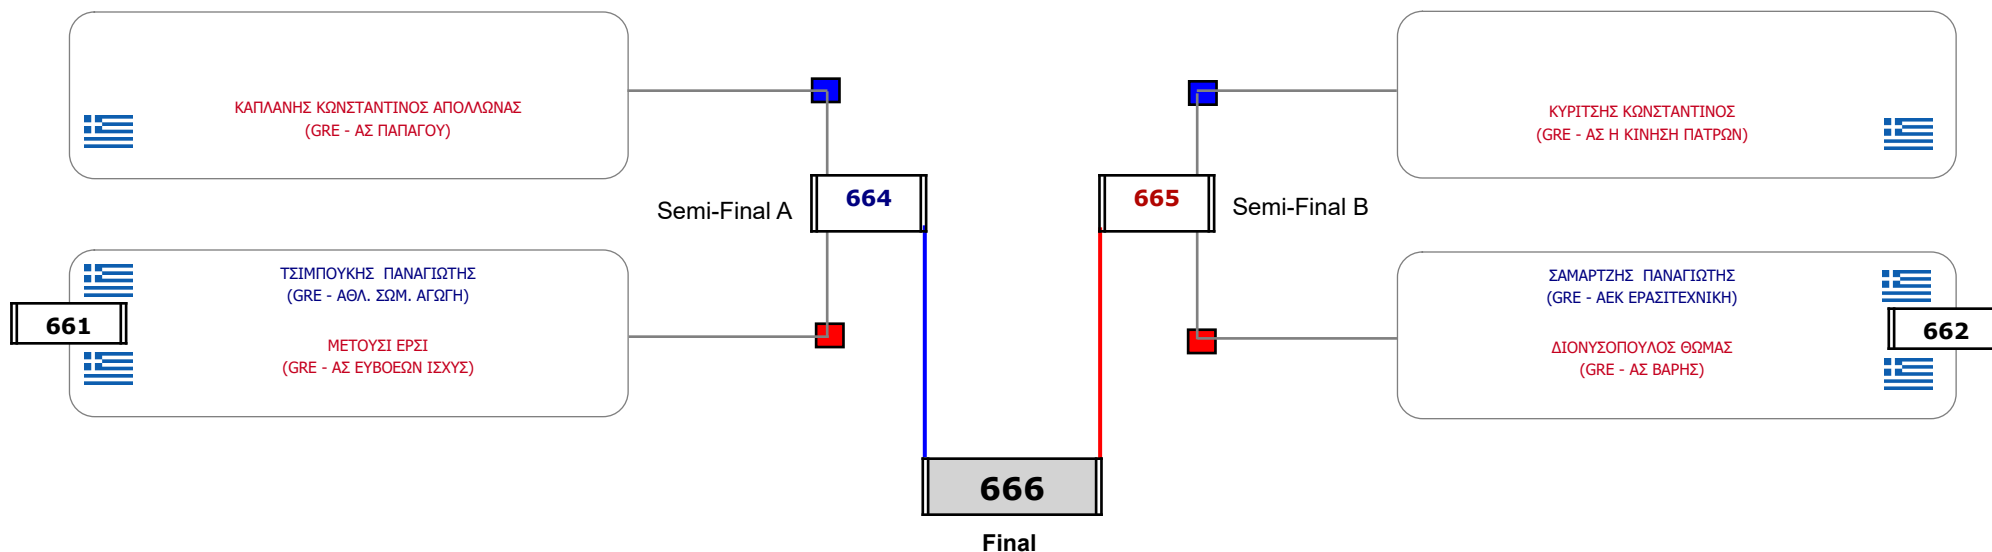 ΚΑΠΛΑΝΗΣ ΚΩΝΣΤΑΝΤΙΝΟΣ ΑΠΟΛΛΩΝΑΣ
(GRE - ΑΣ ΠΑΠΑΓΟΥ)
ΚΥΡΙΤΣΗΣ ΚΩΝΣΤΑΝΤΙΝΟΣ
(GRE - ΑΣ Η ΚΙΝΗΣΗ ΠΑΤΡΩΝ)
Semi-Final A
664
665
Semi-Final B
ΤΣΙΜΠΟΥΚΗΣ ΠΑΝΑΓΙΩΤΗΣ
(GRE - ΑΘΛ. ΣΩΜ. ΑΓΩΓΗ)
661
ΜΕΤΟΥΣΙ ΕΡΣΙ
(GRE - ΑΣ ΕΥΒΟΕΩΝ ΙΣΧΥΣ)
ΣΑΜΑΡΤΖΗΣ ΠΑΝΑΓΙΩΤΗΣ
(GRE - ΑΕΚ ΕΡΑΣΙΤΕΧΝΙΚΗ)
662
ΔΙΟΝΥΣΟΠΟΥΛΟΣ ΘΩΜΑΣ
(GRE - ΑΣ ΒΑΡΗΣ)
666
Final